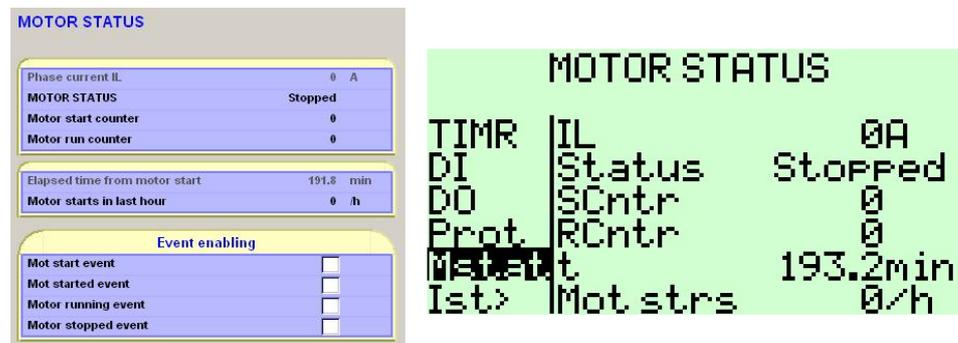 MOTOR STATUS
Phase current IL 0 A
MOTOR STATUS Stopped
Motor start counter 0
Motor run counter 0
Elapsed time from motor start 191.8 min
Motor starts in last hour 0 /h
Event enabling
Mot start event
Mot started event
Motor running event
Motor stopped event
MOTOR STATUS
TIMR IL 0A
DI Status Stopped
DO SCntr 0
Prot RCntr 0
Mstat t 193.2min
Ist> Mot strs 0/h